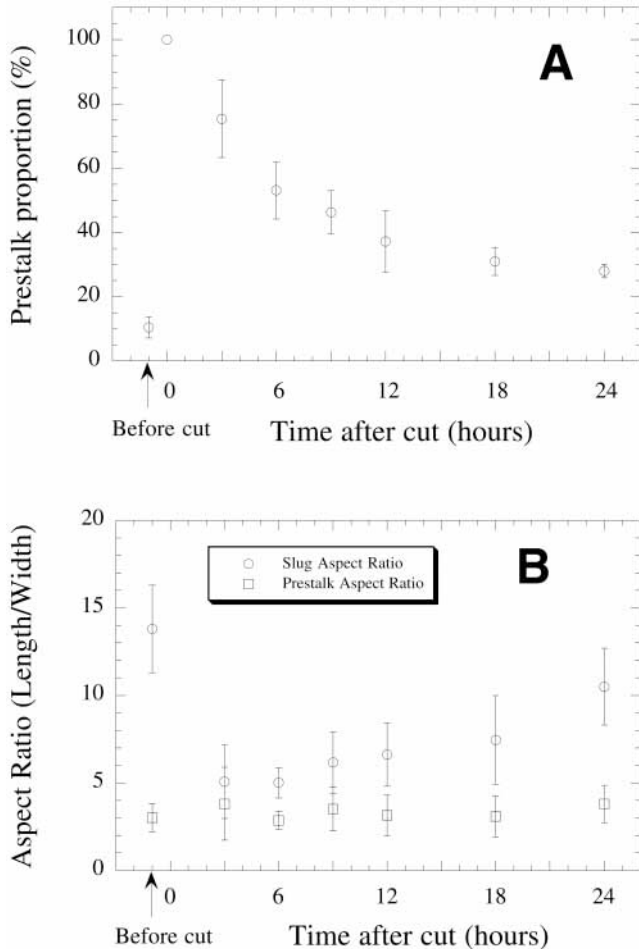 A
Prestalk proportion (%)
100
80
60
40
20
0
0 6 12 18 24
Before cut
Time after cut (hours)
B
Aspect Ratio (Length/Width)
20
Slug Aspect Ratio
Prestalk Aspect Ratio
15
10
5
0
0 6 12 18 24
Before cut
Time after cut (hours)